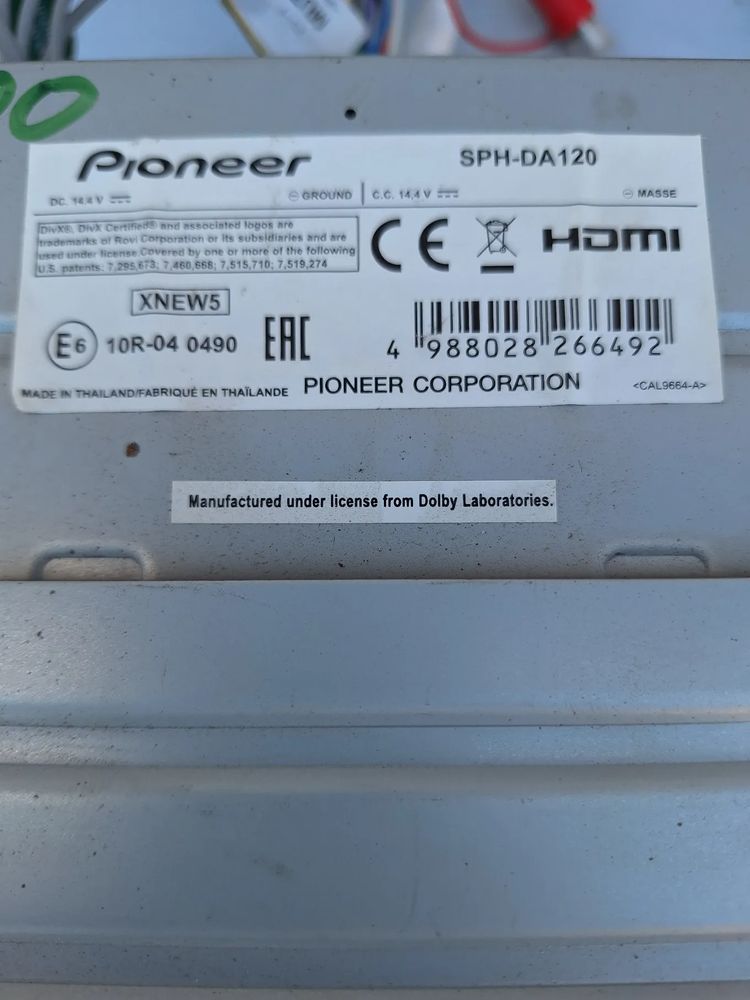 Pioneer
SPH-DA120
DC. 14,4 V
⊖ GROUND
C.C. 14,4 V
⊖ MASSE
DivX®, DivX Certified® and associated logos are
trademarks of Rovi Corporation or its subsidiaries and are
used under license.Covered by one or more of the following
U.S. patents: 7,295,673; 7,460,668; 7,515,710; 7,519,274
CE
HDMI
XNEW5
E6 10R-04 0490
EAC
4 988028 266492
MADE IN THAILAND/FABRIQUÉ EN THAÏLANDE
PIONEER CORPORATION
<CAL9664-A>
Manufactured under license from Dolby Laboratories.